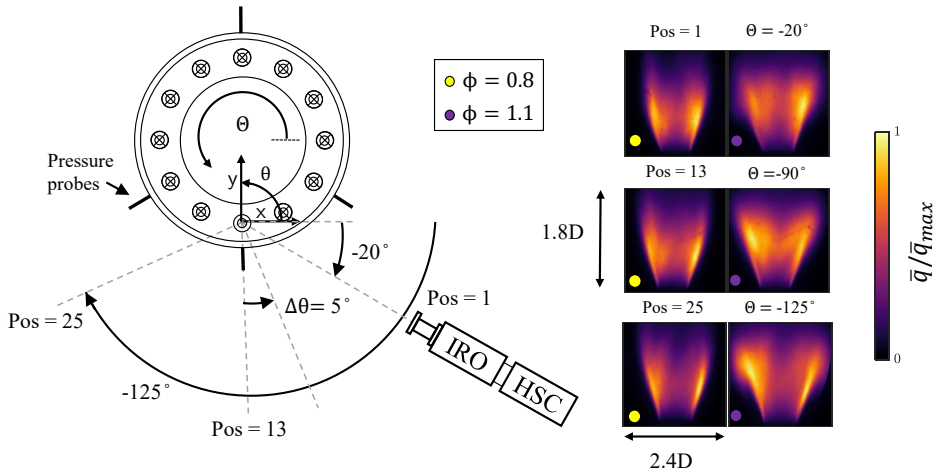 Pos = 1
Θ = -20°
ϕ = 0.8
ϕ = 1.1
Θ
Pressure
probes
y
θ
x
1
Pos = 13
Θ = -90°
-20°
1.8D
q̅/q̅max
Δθ= 5°
Pos = 1
Pos = 25
Pos = 25
Θ = -125°
IRO
HSC
0
-125°
Pos = 13
2.4D